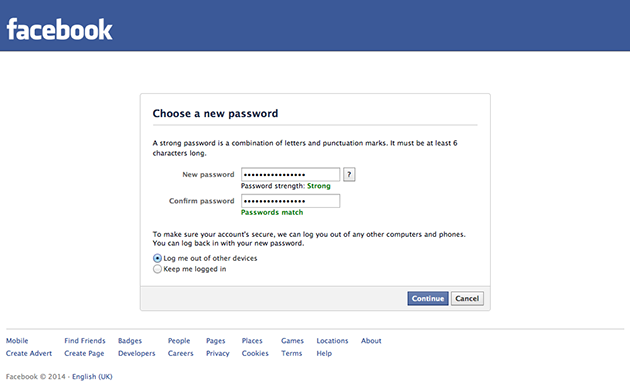 facebook
Choose a new password
A strong password is a combination of letters and punctuation marks. It must be at least 6
characters long.
New password •••••••••••••••• ?
Password strength: Strong
Confirm password ••••••••••••••••
Passwords match
To make sure your account's secure, we can log you out of any other computers and phones.
You can log back in with your new password.
Log me out of other devices
Keep me logged in
Continue Cancel
Mobile Find Friends Badges People Pages Places Games Locations About
Create Advert Create Page Developers Careers Privacy Cookies Terms Help
Facebook © 2014 · English (UK)